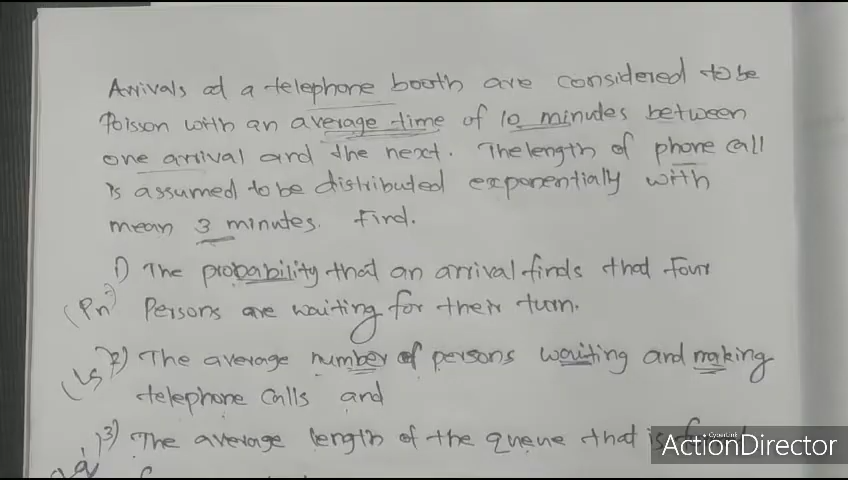 Arrivals at a telephone booth are considered to be
Poisson with an average time of 10 minutes between
one arrival and the next. The length of phone call
is assumed to be distributed exponentially with
mean 3 minutes. Find.
1) The probability that an arrival finds that four
(Pn) Persons are waiting for their turn.
(Ls 2) The average number of persons waiting and making
telephone calls and
3) The average length of the queue that is
CyberLink
ActionDirector